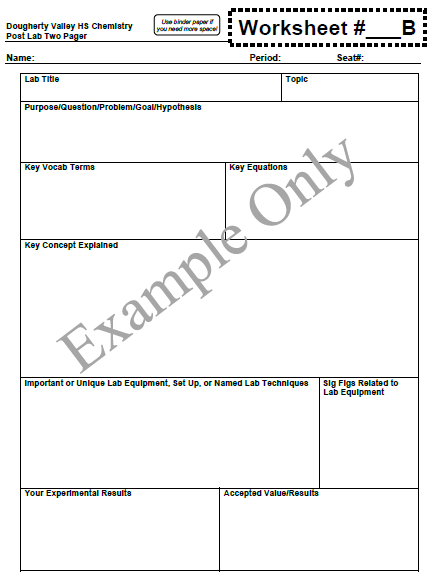 Dougherty Valley HS Chemistry
Post Lab Two Pager
Use binder paper if
you need more space!
Worksheet #___B
Name:
Period:
Seat#:
Lab Title
Topic
Purpose/Question/Problem/Goal/Hypothesis
Key Vocab Terms
Key Equations
Key Concept Explained
Example Only
Important or Unique Lab Equipment, Set Up, or Named Lab Techniques
Sig Figs Related to
Lab Equipment
Your Experimental Results
Accepted Value/Results